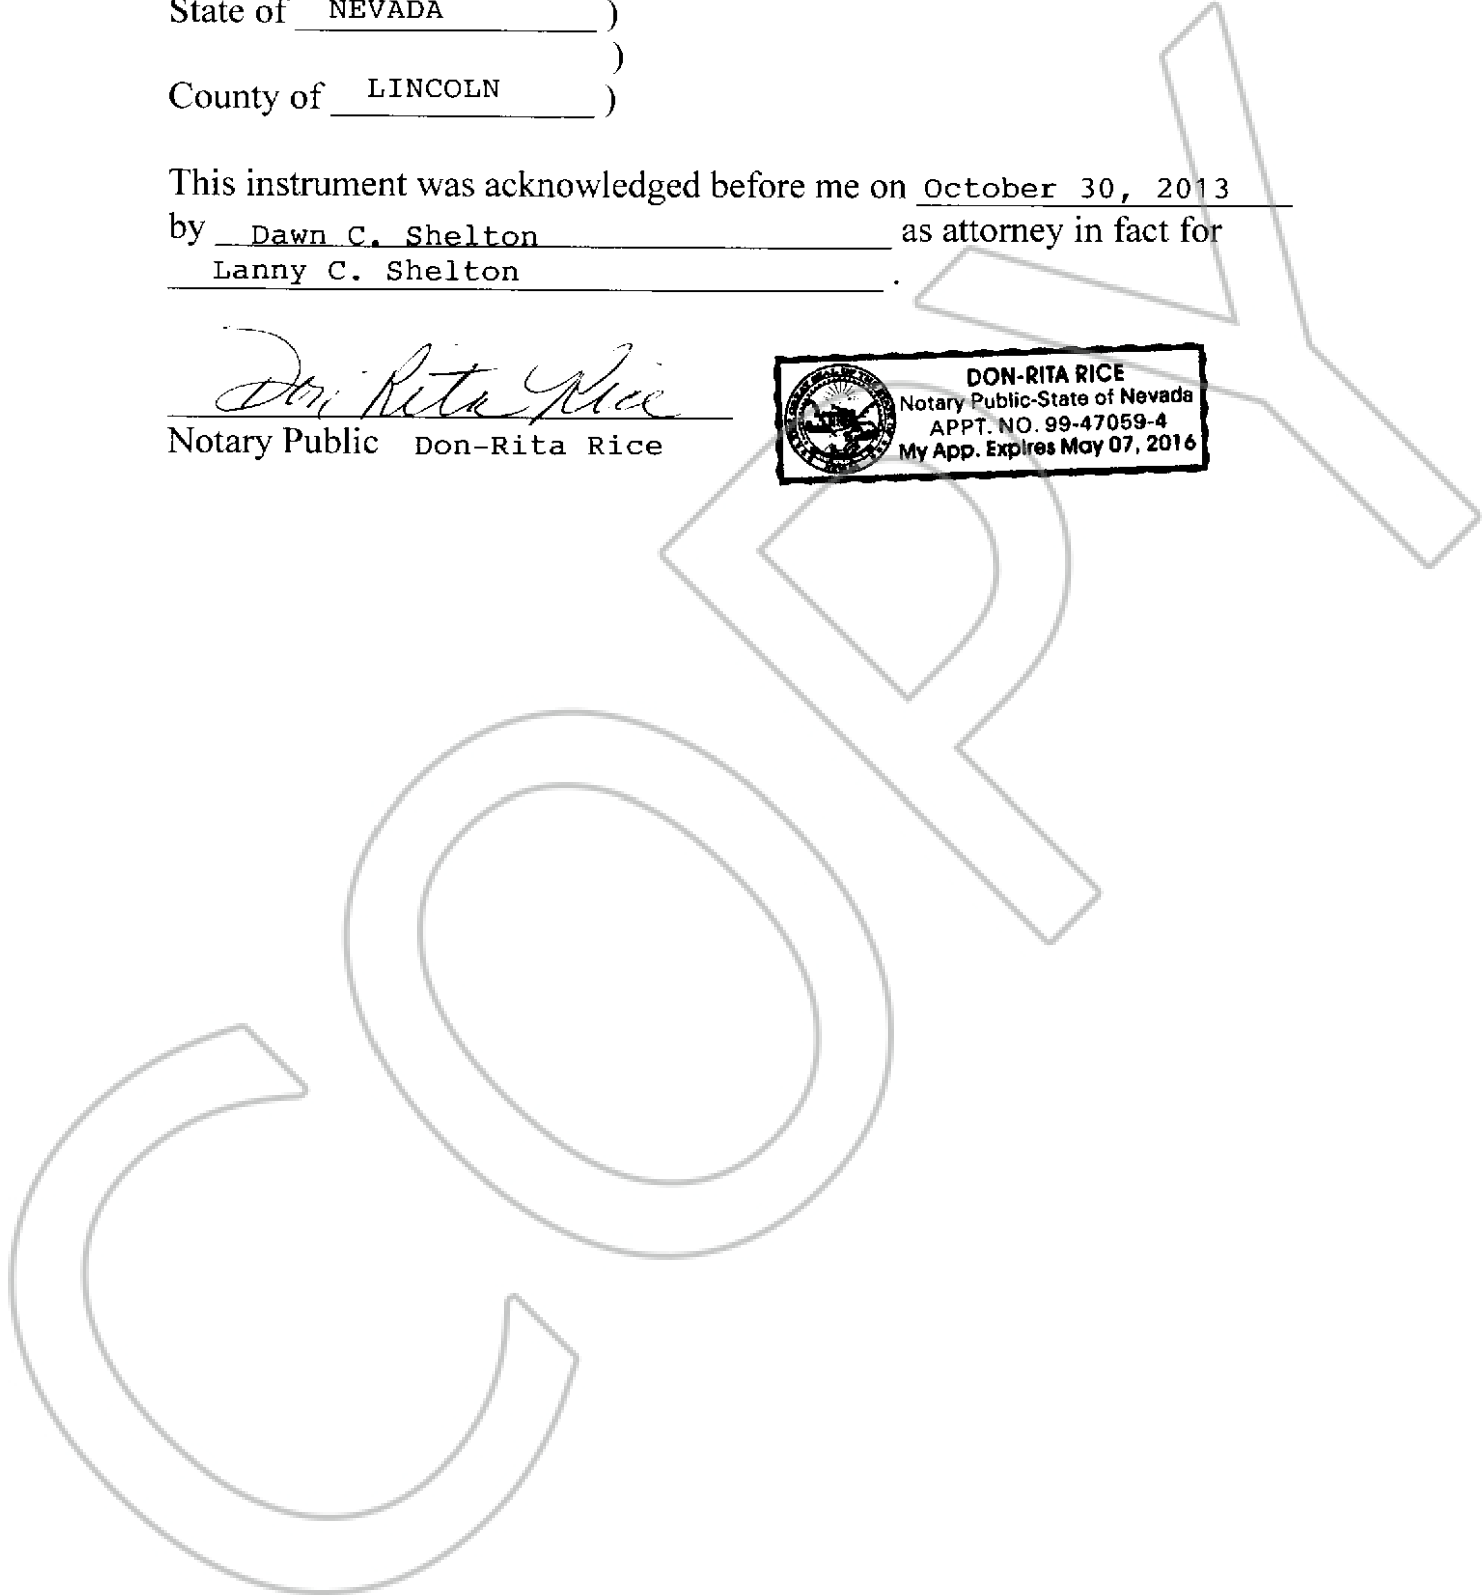 State of NEVADA )
)
County of LINCOLN )
This instrument was acknowledged before me on October 30, 2013
by Dawn C. Shelton as attorney in fact for
Lanny C. Shelton .
Don-Rita Rice
Notary Public Don-Rita Rice
DON-RITA RICE
Notary Public-State of Nevada
APPT. NO. 99-47059-4
My App. Expires May 07, 2016
COPY